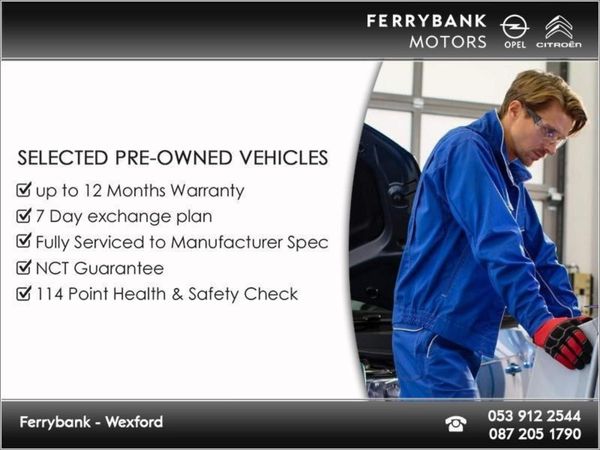 FERRYBANK
MOTORS
OPEL
CITROËN
SELECTED PRE-OWNED VEHICLES
up to 12 Months Warranty
7 Day exchange plan
Fully Serviced to Manufacturer Spec
NCT Guarantee
114 Point Health & Safety Check
Ferrybank - Wexford
053 912 2544
087 205 1790